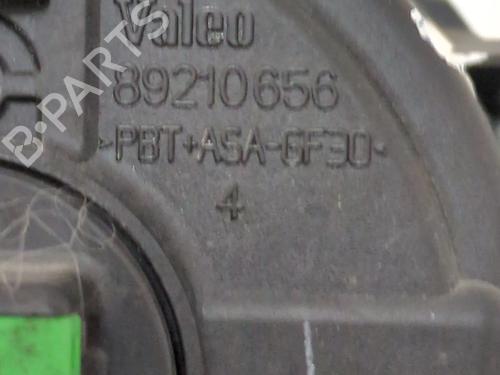 Valeo
89210656
>PBT+ASA-GF30<
4
B-PARTS